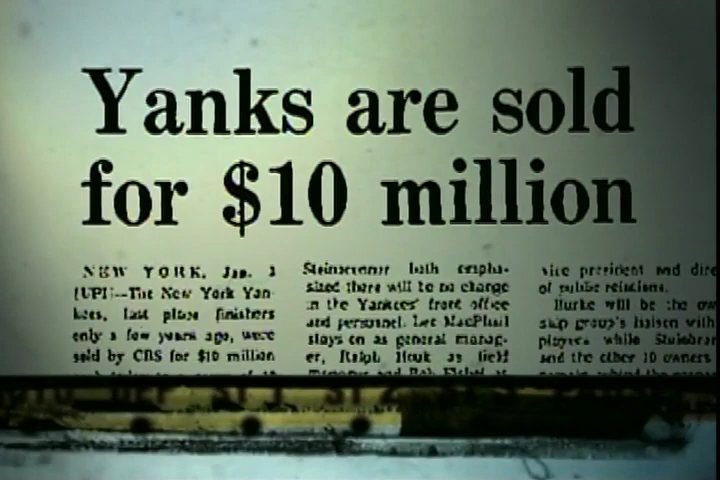 Yanks are sold
for $10 million
NEW YORK, Jan. 3
(UPI)—The New York Yan-
kees, last place finishers
only a few years ago, were
sold by CBS for $10 million
Steinbrenner both empha-
sized there will be no change
in the Yankees' front office
and personnel. Lee MacPhail
stays on as general manag-
er, Ralph Houk as field
vice president and dire
of public relations.
Burke will be the ow
ship group's liaison with
players while Steinbren
and the other 10 owners